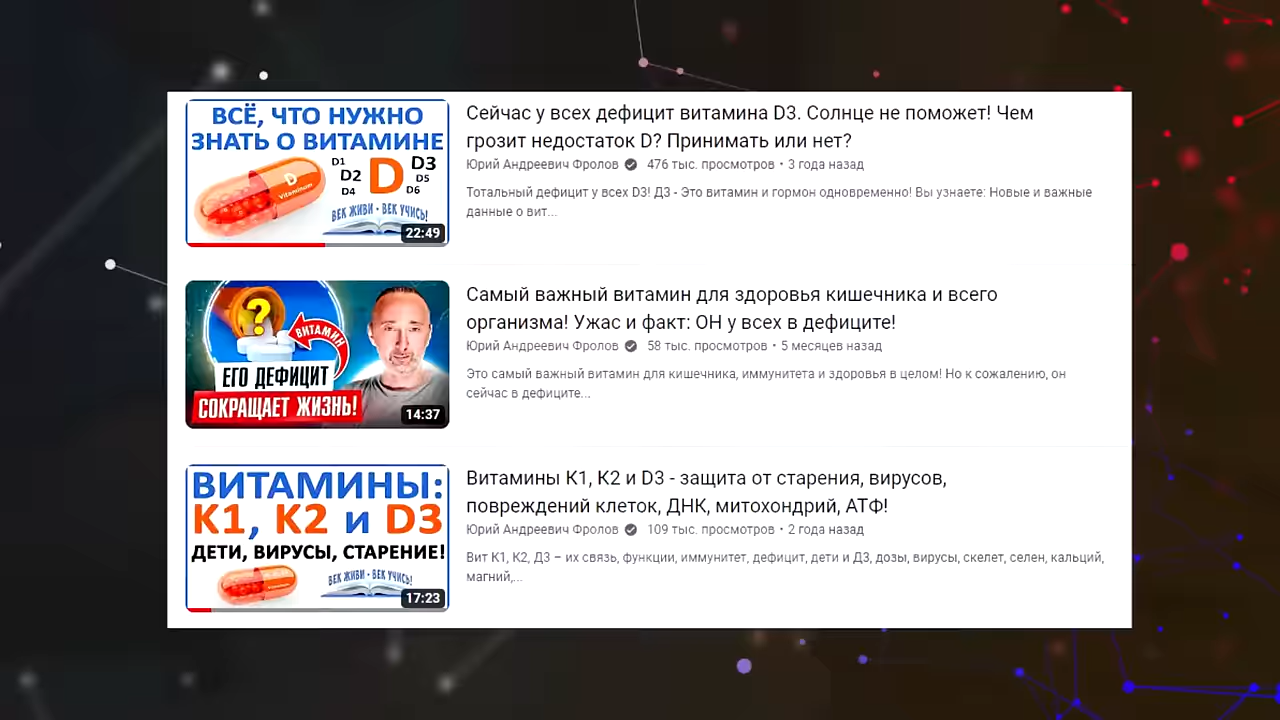 ВСЁ, ЧТО НУЖНО
ЗНАТЬ О ВИТАМИНЕ
D1
D2
D4
D
D3
D5
D6
D
Vitaminum
ВЕК ЖИВИ - ВЕК УЧИСЬ!
22:49
Сейчас у всех дефицит витамина D3. Солнце не поможет! Чем
грозит недостаток D? Принимать или нет?
Юрий Андреевич Фролов 476 тыс. просмотров • 3 года назад
Тотальный дефицит у всех D3! Д3 - Это витамин и гормон одновременно! Вы узнаете: Новые и важные
данные о вит...
?
ВИТАМИН
ЕГО ДЕФИЦИТ
СОКРАЩАЕТ ЖИЗНЬ!
14:37
Самый важный витамин для здоровья кишечника и всего
организма! Ужас и факт: ОН у всех в дефиците!
Юрий Андреевич Фролов 58 тыс. просмотров • 5 месяцев назад
Это самый важный витамин для кишечника, иммунитета и здоровья в целом! Но к сожалению, он
сейчас в дефиците...
ВИТАМИНЫ:
К1, К2 и D3
ДЕТИ, ВИРУСЫ, СТАРЕНИЕ!
ВЕК ЖИВИ - ВЕК УЧИСЬ!
17:23
Витамины К1, К2 и D3 - защита от старения, вирусов,
повреждений клеток, ДНК, митохондрий, АТФ!
Юрий Андреевич Фролов 109 тыс. просмотров • 2 года назад
Вит К1, К2, Д3 – их связь, функции, иммунитет, дефицит, дети и Д3, дозы, вирусы, скелет, селен, кальций,
магний,...